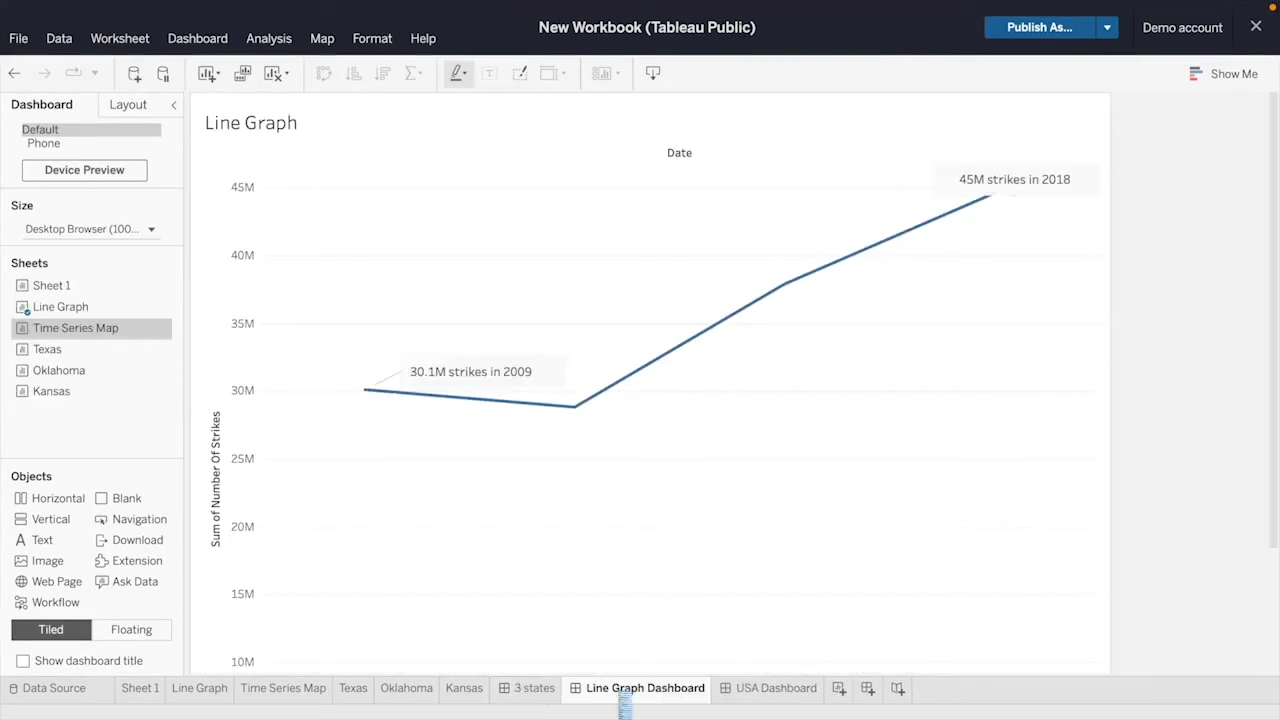 New Workbook (Tableau Public)
Publish As...
Demo account
File Data Worksheet Dashboard Analysis Map Format Help
Show Me
Dashboard Layout
Default
Phone
Device Preview
Size
Desktop Browser (100...
Sheets
Sheet 1
Line Graph
Time Series Map
Texas
Oklahoma
Kansas
Objects
Horizontal Blank
Vertical Navigation
Text Download
Image Extension
Web Page Ask Data
Workflow
Tiled Floating
Show dashboard title
Line Graph
Date
45M strikes in 2018
30.1M strikes in 2009
Sum of Number Of Strikes
45M
40M
35M
30M
25M
20M
15M
10M
Data Source Sheet 1 Line Graph Time Series Map Texas Oklahoma Kansas 3 states Line Graph Dashboard USA Dashboard